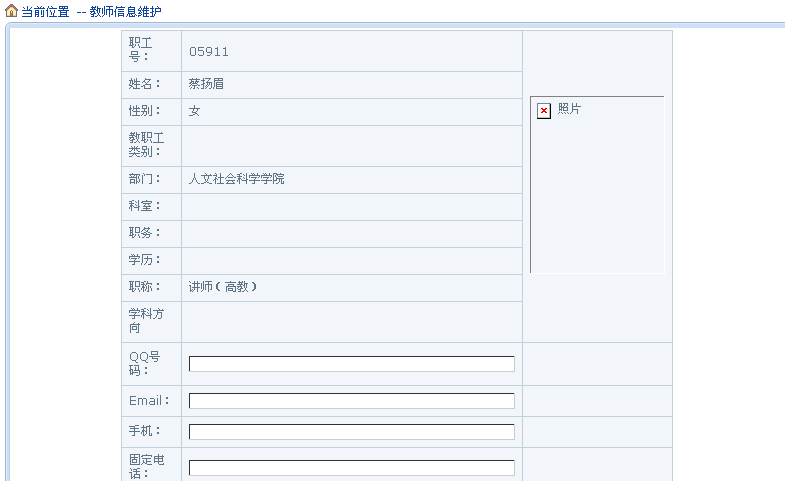 当前位置 -- 教师信息维护
职工
号： 05911
姓名： 蔡扬眉
照片
性别： 女
教职工
类别：
部门： 人文社会科学学院
科室：
职务：
学历：
职称： 讲师（高教）
学科方
向
QQ号
码：
Email：
手机：
固定电
话：